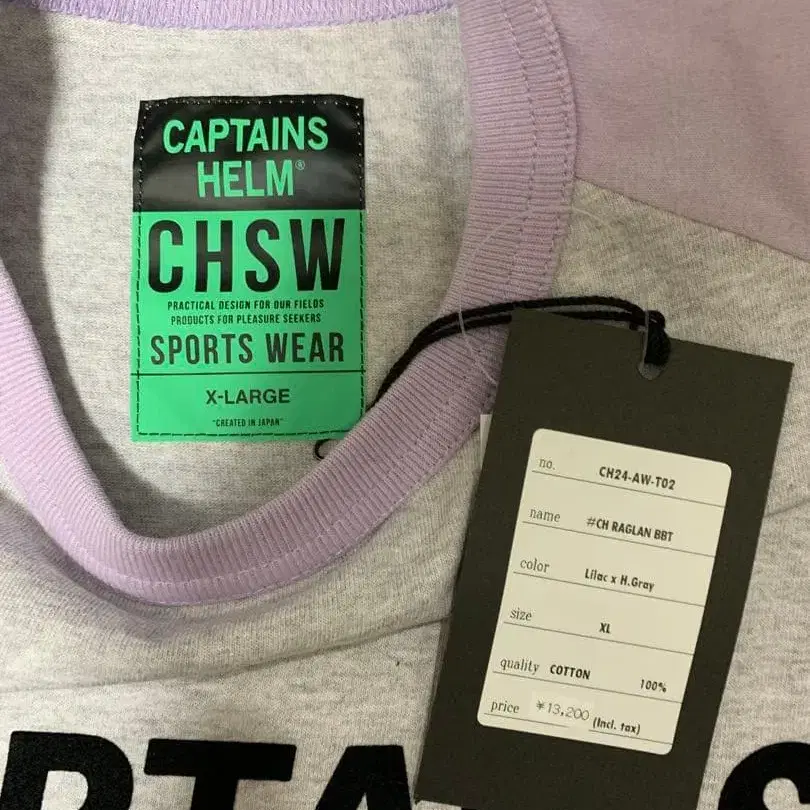 CAPTAINS
HELM®
CHSW
PRACTICAL DESIGN FOR OUR FIELDS
PRODUCTS FOR PLEASURE SEEKERS
SPORTS WEAR
X-LARGE
"CREATED IN JAPAN"
no. CH24-AW-T02
name #CH RAGLAN BBT
color Lilac x H.Gray
size XL
quality COTTON 100%
price ¥13,200 (Incl. tax)